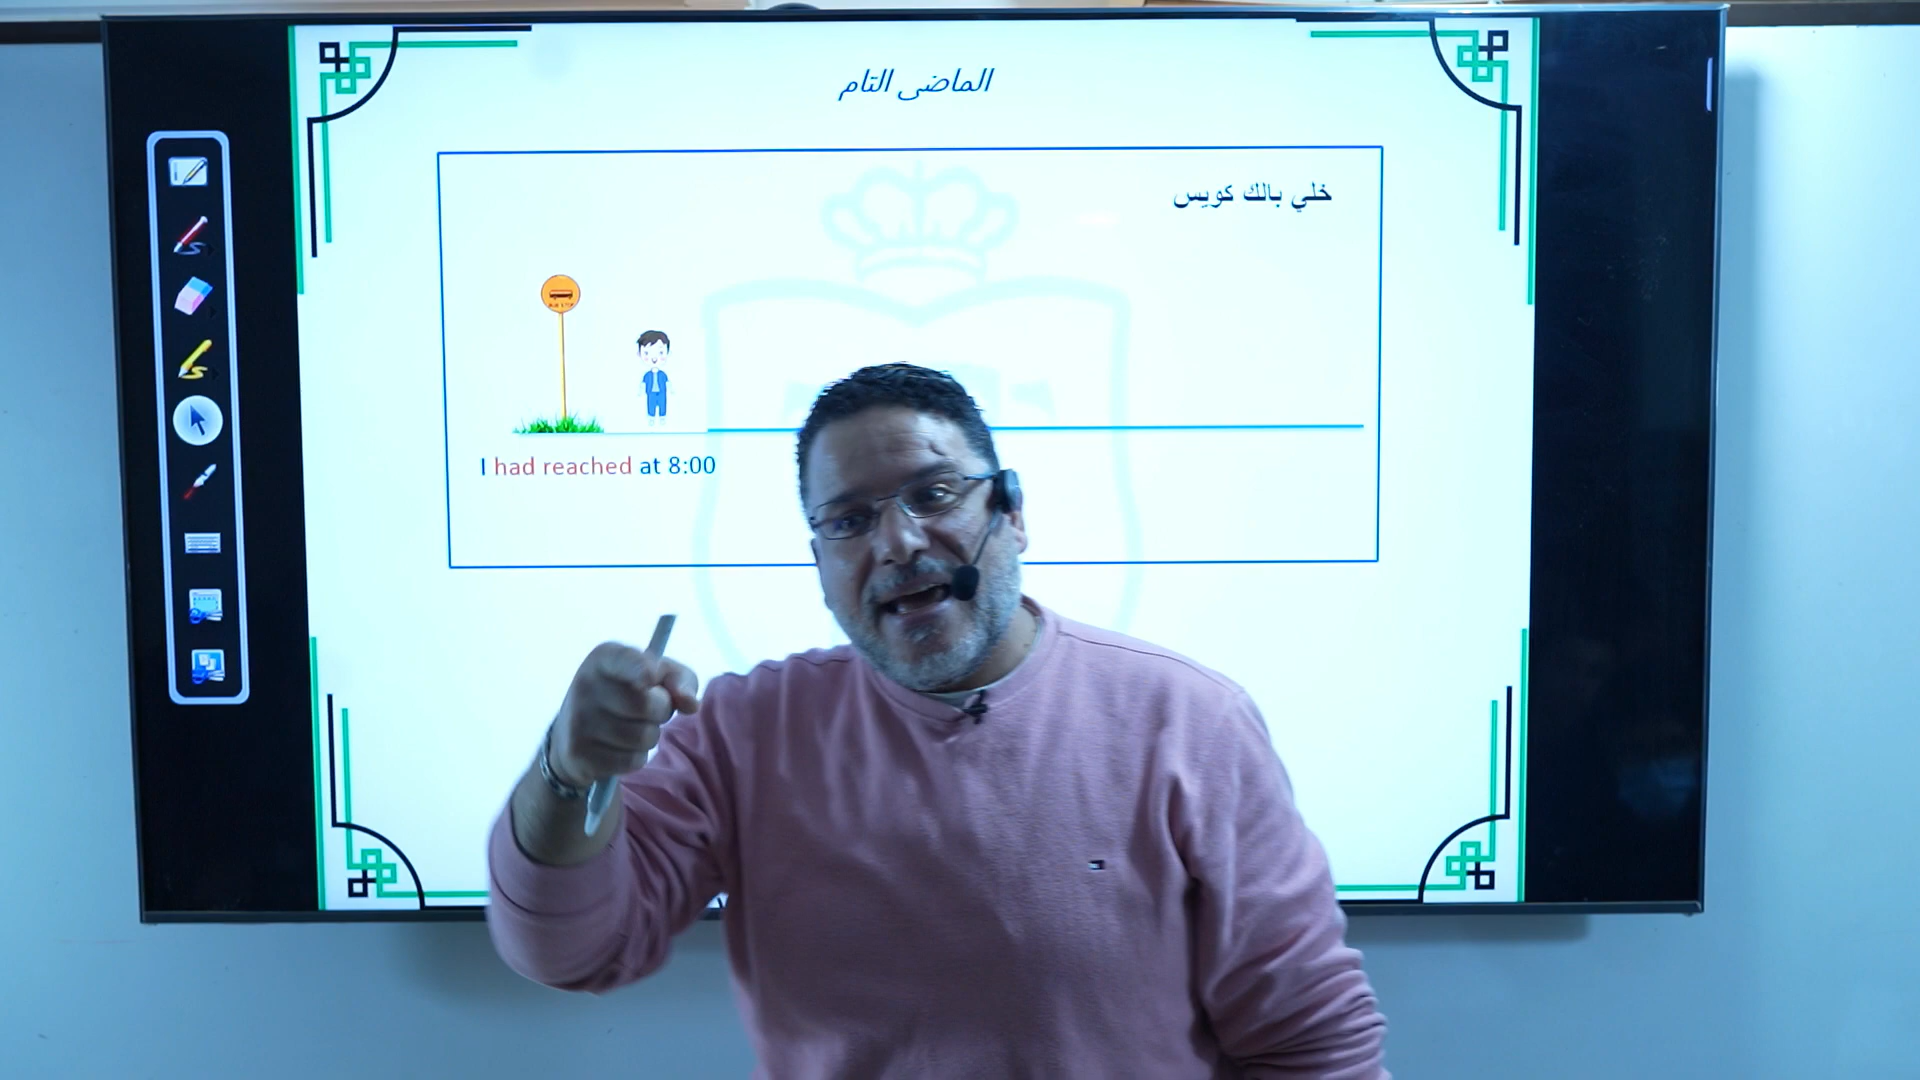 الماضى التام
خلي بالك كويس
I had reached at 8:00